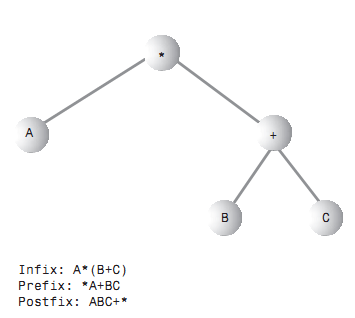 *
A
+
B
C
Infix: A*(B+C)
Prefix: *A+BC
Postfix: ABC+*